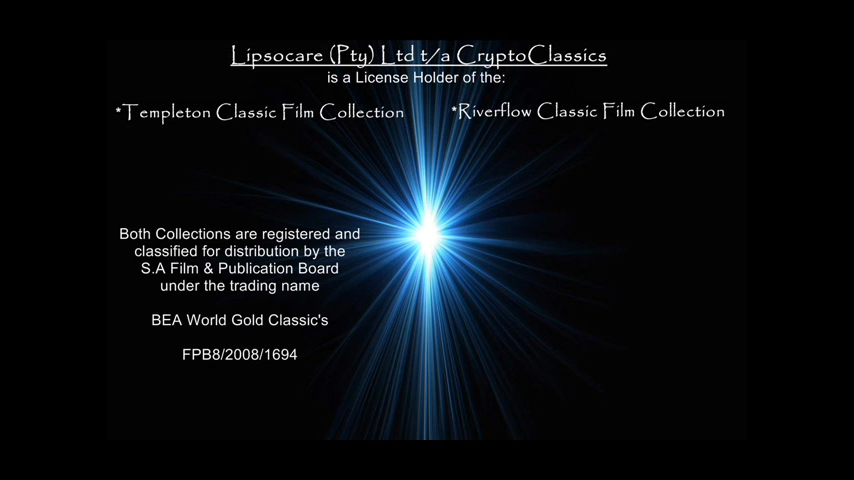 Lipsocare (Pty) Ltd t/a CryptoClassics
is a License Holder of the:
*Templeton Classic Film Collection
*Riverflow Classic Film Collection
Both Collections are registered and
classified for distribution by the
S.A Film & Publication Board
under the trading name
BEA World Gold Classic's
FPB8/2008/1694